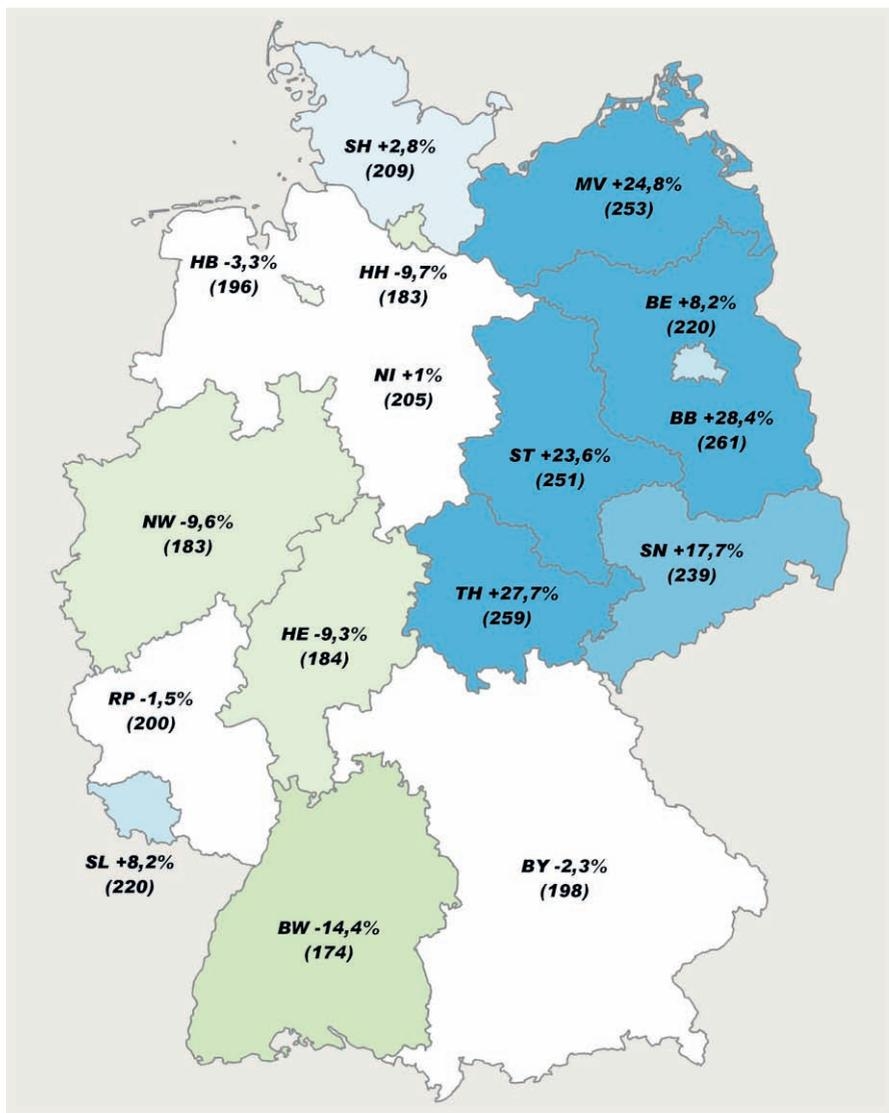 SH +2,8%
(209)
MV +24,8%
(253)
HB -3,3%
(196)
HH -9,7%
(183)
BE +8,2%
(220)
NI +1%
(205)
BB +28,4%
(261)
ST +23,6%
(251)
NW -9,6%
(183)
SN +17,7%
(239)
TH +27,7%
(259)
HE -9,3%
(184)
RP -1,5%
(200)
SL +8,2%
(220)
BY -2,3%
(198)
BW -14,4%
(174)